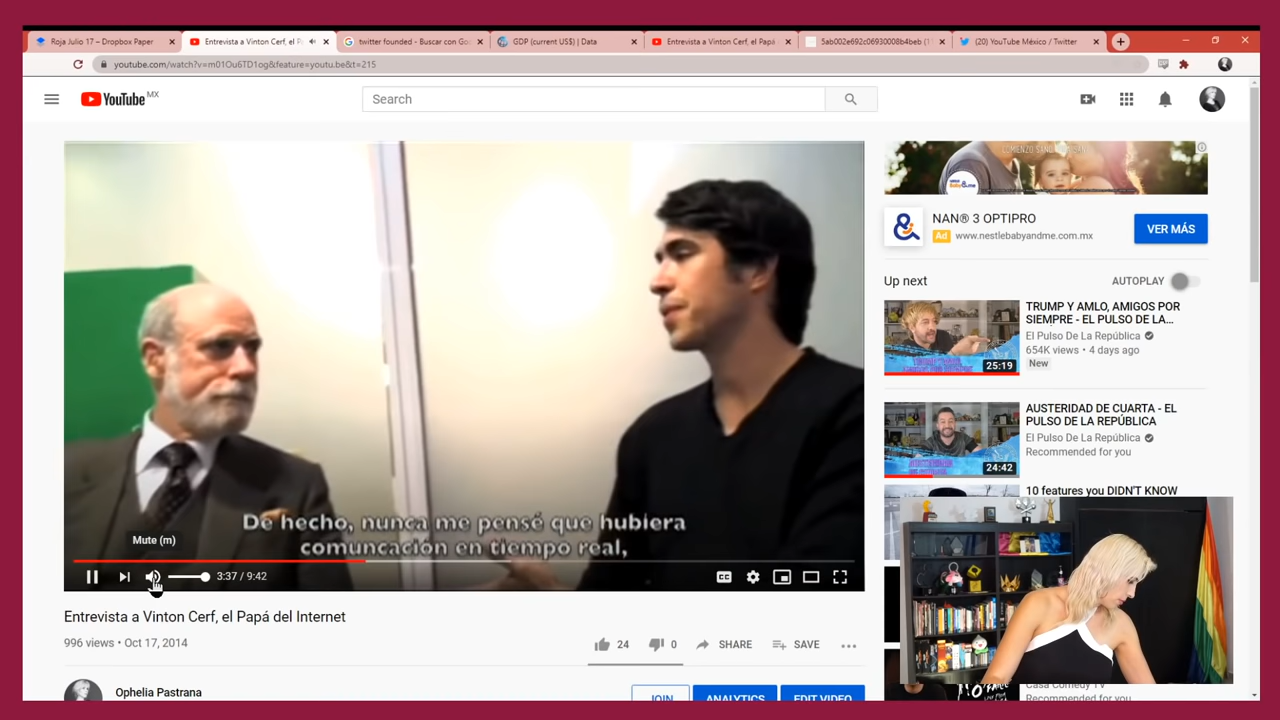 Roja Julio 17 – Dropbox Paper
Entrevista a Vinton Cerf, el P
twitter founded - Buscar con Go
GDP (current US$) | Data
Entrevista a Vinton Cerf, el Papá
5ab002e692c06930008b4beb (1
(20) YouTube México / Twitter
youtube.com/watch?v=m01Ou6TD1og&feature=youtu.be&t=215
YouTube MX
Search
COMIENZO SANO
NAN® 3 OPTIPRO
Ad www.nestlebabyandme.com.mx
VER MÁS
Up next
AUTOPLAY
TRUMP Y AMLO, AMIGOS POR
SIEMPRE - EL PULSO DE LA...
El Pulso De La República
654K views • 4 days ago
New
25:19
AUSTERIDAD DE CUARTA - EL
PULSO DE LA REPÚBLICA
El Pulso De La República
Recommended for you
24:42
10 features you DIDN'T KNOW
De hecho, nunca me pensé que hubiera
comuncación en tiempo real,
Mute (m)
3:37 / 9:42
CC
Entrevista a Vinton Cerf, el Papá del Internet
996 views • Oct 17, 2014
24
0
SHARE
SAVE
Ophelia Pastrana
JOIN
ANALYTICS
EDIT VIDEO
Casa Comedy TV